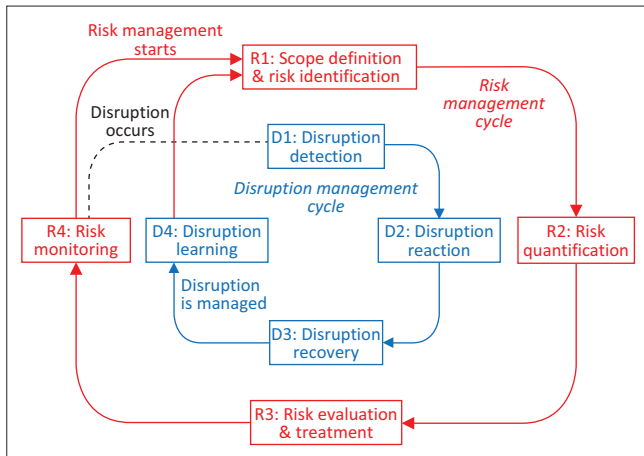 Risk management
starts
R1: Scope definition
& risk identification
Risk
management
cycle
Disruption
occurs
D1: Disruption
detection
Disruption management
cycle
R4: Risk
monitoring
D4: Disruption
learning
D2: Disruption
reaction
R2: Risk
quantification
Disruption
is managed
D3: Disruption
recovery
R3: Risk evaluation
& treatment